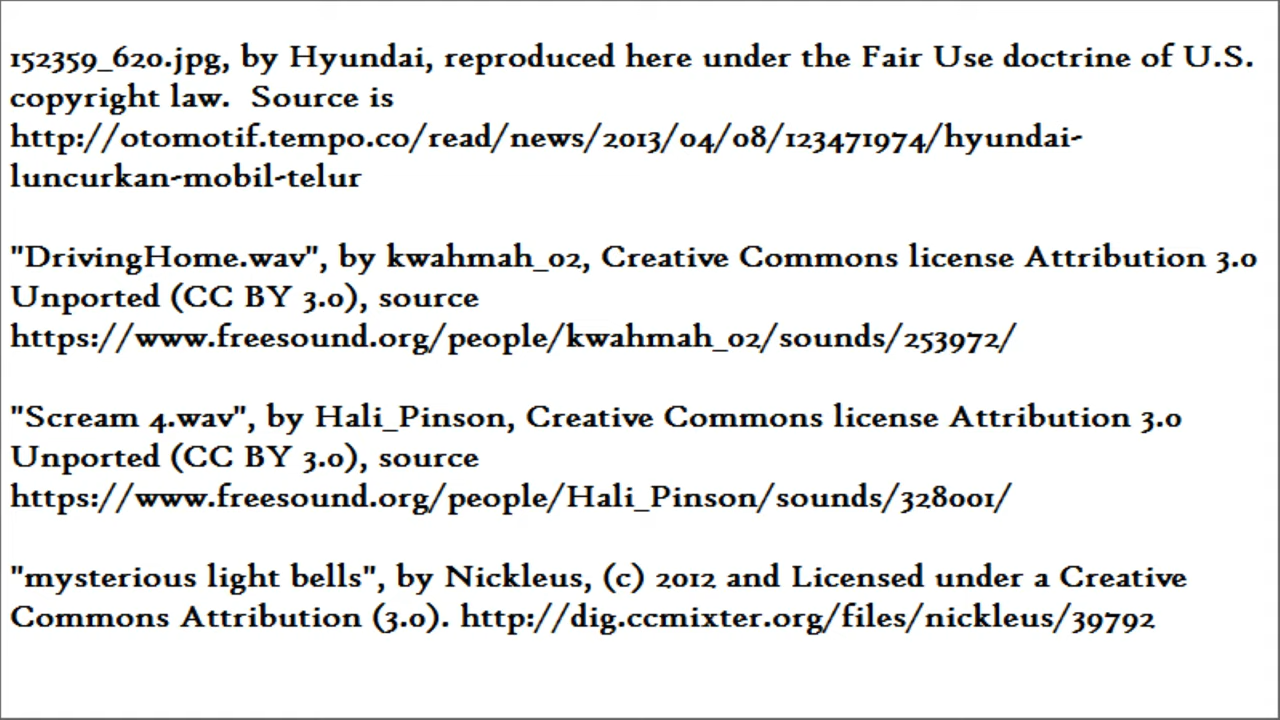 152359_620.jpg, by Hyundai, reproduced here under the Fair Use doctrine of U.S.
copyright law.  Source is
http://otomotif.tempo.co/read/news/2013/04/08/123471974/hyundai-
luncurkan-mobil-telur
"DrivingHome.wav", by kwahmah_02, Creative Commons license Attribution 3.0
Unported (CC BY 3.0), source
https://www.freesound.org/people/kwahmah_02/sounds/253972/
"Scream 4.wav", by Hali_Pinson, Creative Commons license Attribution 3.0
Unported (CC BY 3.0), source
https://www.freesound.org/people/Hali_Pinson/sounds/328001/
"mysterious light bells", by Nickleus, (c) 2012 and Licensed under a Creative
Commons Attribution (3.0). http://dig.ccmixter.org/files/nickleus/39792